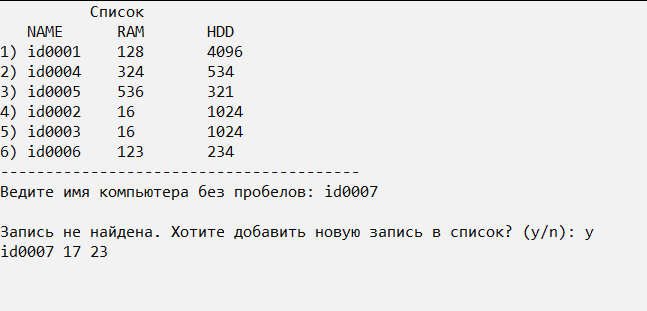 Список
NAME RAM HDD
1) id0001 128 4096
2) id0004 324 534
3) id0005 536 321
4) id0002 16 1024
5) id0003 16 1024
6) id0006 123 234
----------------------------------------
Ведите имя компьютера без пробелов: id0007
Запись не найдена. Хотите добавить новую запись в список? (y/n): y
id0007 17 23